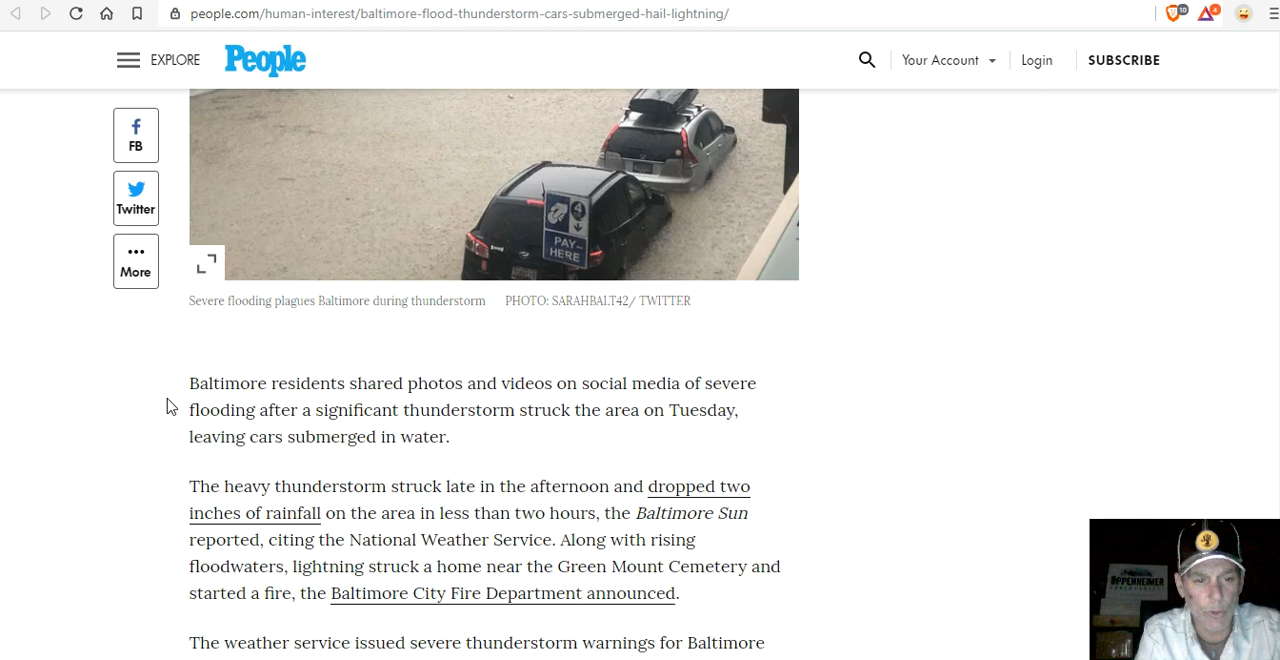 people.com/human-interest/baltimore-flood-thunderstorm-cars-submerged-hail-lightning/
10
4
EXPLORE
People
Your Account
Login
SUBSCRIBE
FB
Twitter
More
4
PAY-
HERE
Severe flooding plagues Baltimore during thunderstorm PHOTO: SARAHBALT42/ TWITTER
Baltimore residents shared photos and videos on social media of severe
flooding after a significant thunderstorm struck the area on Tuesday,
leaving cars submerged in water.
The heavy thunderstorm struck late in the afternoon and dropped two
inches of rainfall on the area in less than two hours, the Baltimore Sun
reported, citing the National Weather Service. Along with rising
floodwaters, lightning struck a home near the Green Mount Cemetery and
started a fire, the Baltimore City Fire Department announced.
The weather service issued severe thunderstorm warnings for Baltimore
OPPENHEIMER